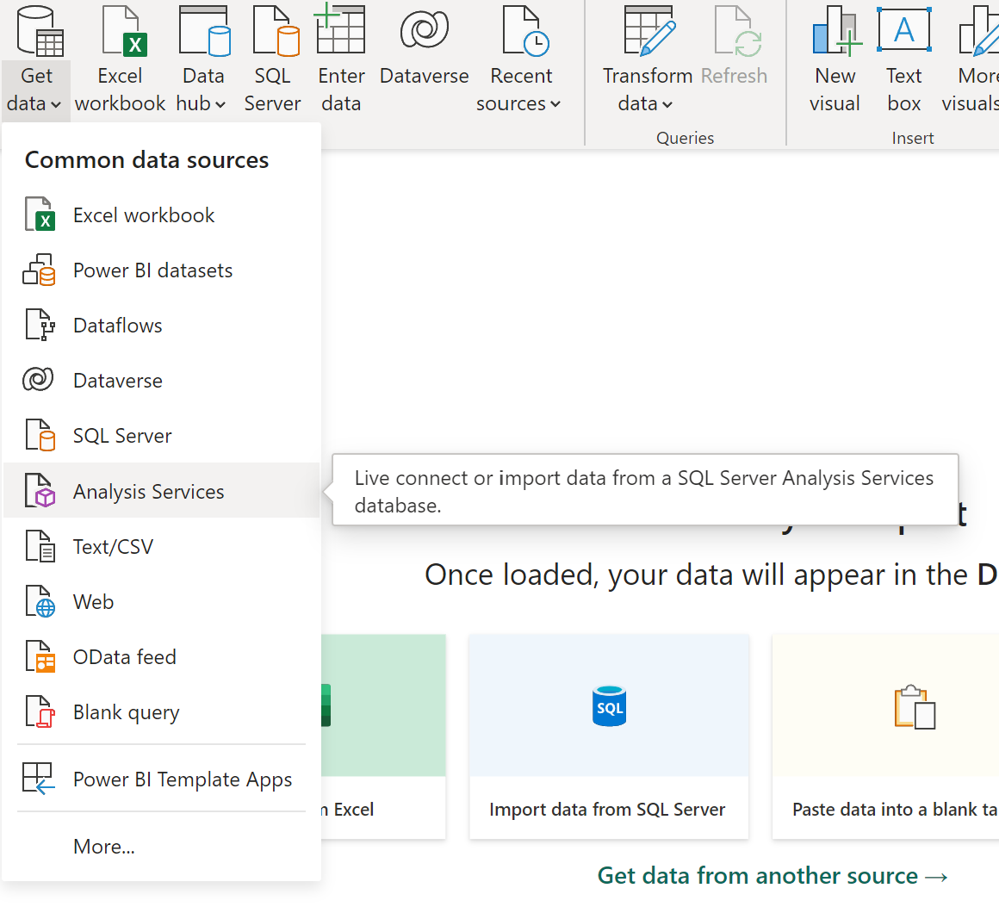 Get data
Excel workbook
Data hub
SQL Server
Enter data
Dataverse
Recent sources
Transform data
Refresh
New visual
Text box
More visuals
Queries
Insert
Common data sources
Excel workbook
Power BI datasets
Dataflows
Dataverse
SQL Server
Analysis Services
Text/CSV
Web
OData feed
Blank query
Power BI Template Apps
More...
Live connect or import data from a SQL Server Analysis Services
database.
Once loaded, your data will appear in the D
SQL
Excel
Import data from SQL Server
Paste data into a blank ta
Get data from another source →